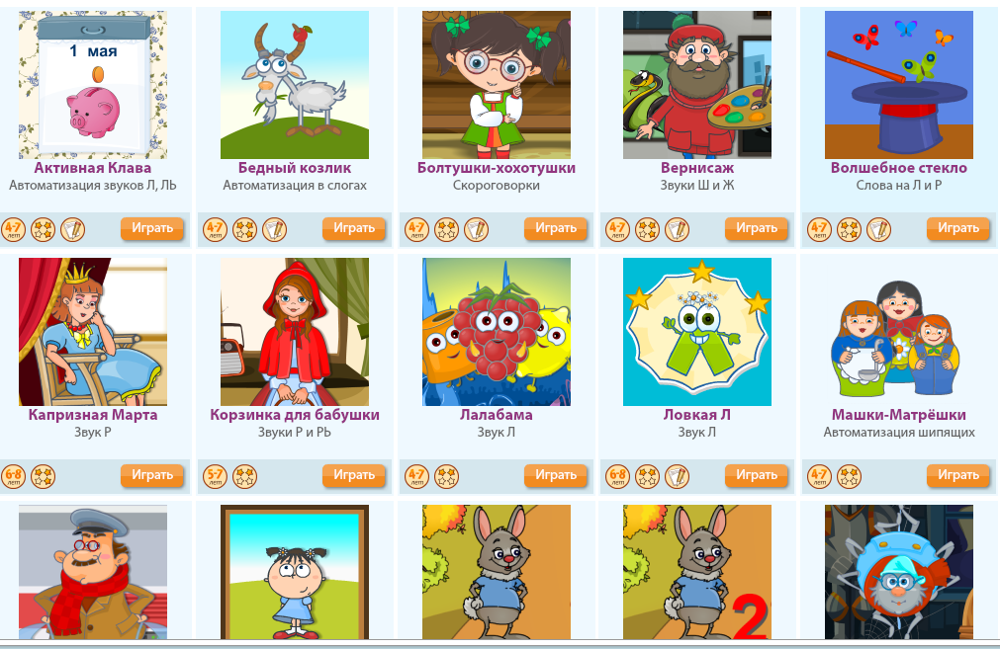 1 мая
Активная Клава
Автоматизация звуков Л, ЛЬ
4-7
лет
Играть
Бедный козлик
Автоматизация в слогах
4-7
лет
Играть
Болтушки-хохотушки
Скороговорки
4-7
лет
Играть
Вернисаж
Звуки Ш и Ж
4-7
лет
Играть
Волшебное стекло
Слова на Л и Р
4-7
лет
Играть
Капризная Марта
Звук Р
6-8
лет
Играть
Корзинка для бабушки
Звуки Р и РЬ
5-7
лет
Играть
Лалабама
Звук Л
4-7
лет
Играть
Ловкая Л
Звук Л
6-8
лет
Играть
Машки-Матрёшки
Автоматизация шипящих
4-7
лет
Играть
2